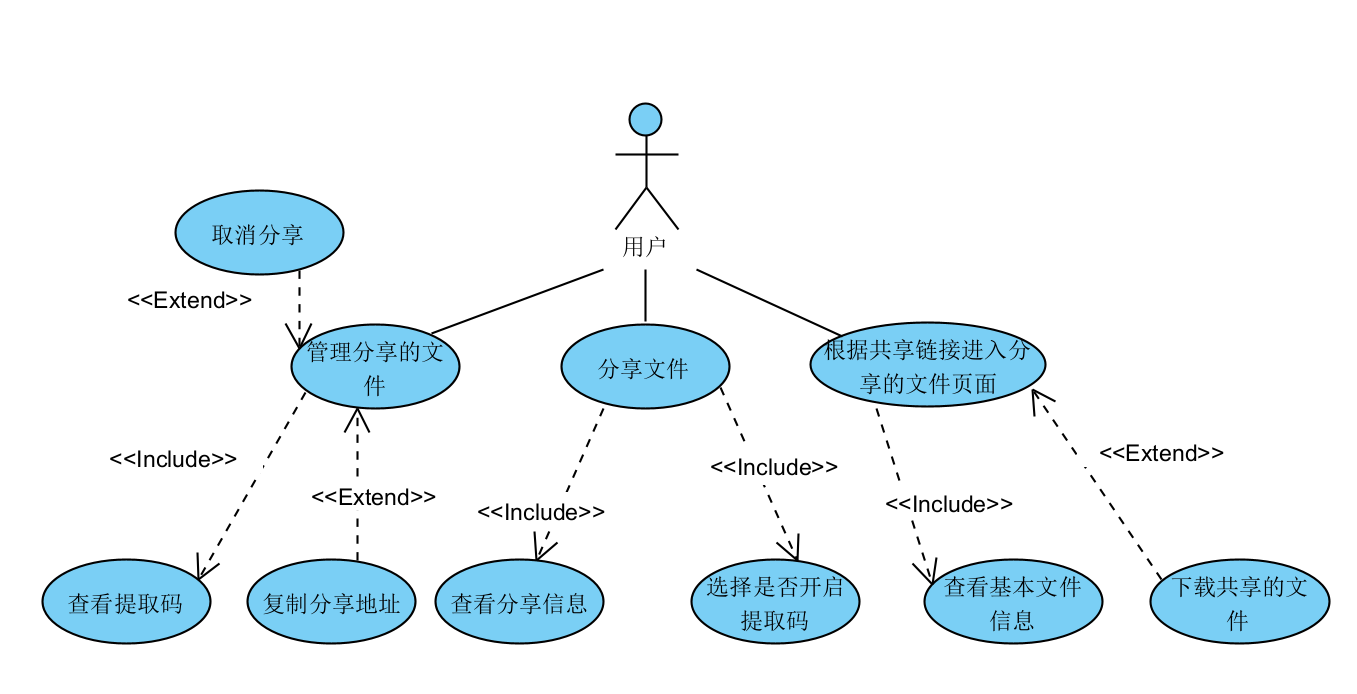 用户
取消分享
<<Extend>>
管理分享的文
件
分享文件
根据共享链接进入分
享的文件页面
<<Include>>
<<Extend>>
<<Include>>
<<Include>>
<<Include>>
<<Extend>>
查看提取码
复制分享地址
查看分享信息
选择是否开启
提取码
查看基本文件
信息
下载共享的文
件